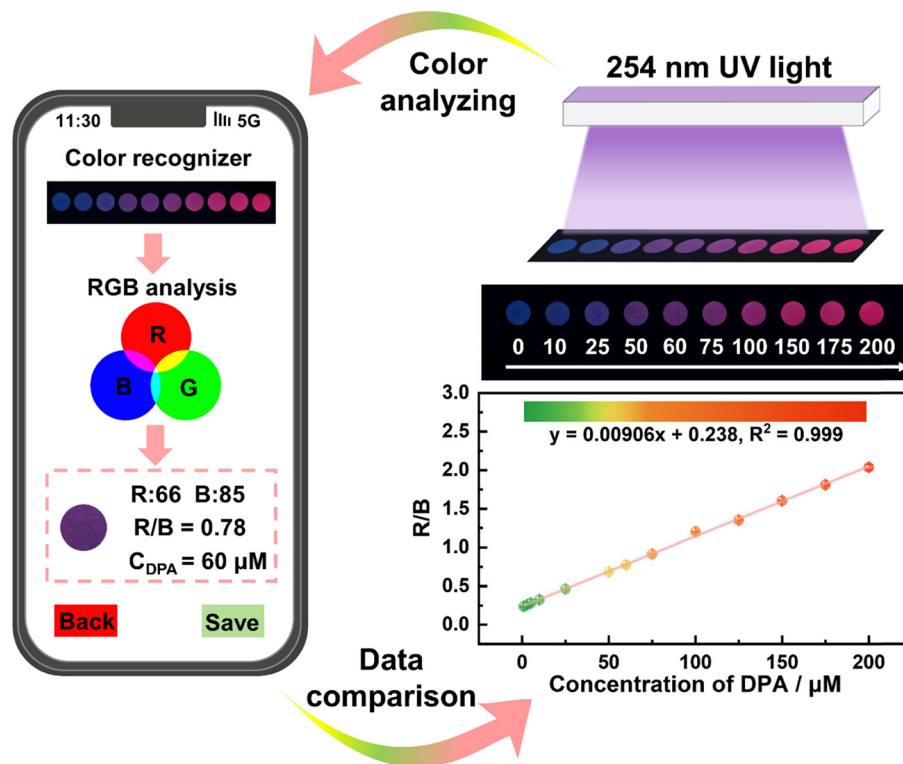 Color
analyzing
254 nm UV light
11:30 5G
Color recognizer
RGB analysis
R
B G
R:66 B:85
R/B = 0.78
C_DPA = 60 μM
Back Save
0 10 25 50 60 75 100 150 175 200
y = 0.00906x + 0.238, R² = 0.999
R/B
3.0
2.5
2.0
1.5
1.0
0.5
0.0
0 50 100 150 200
Concentration of DPA / μM
Data
comparison